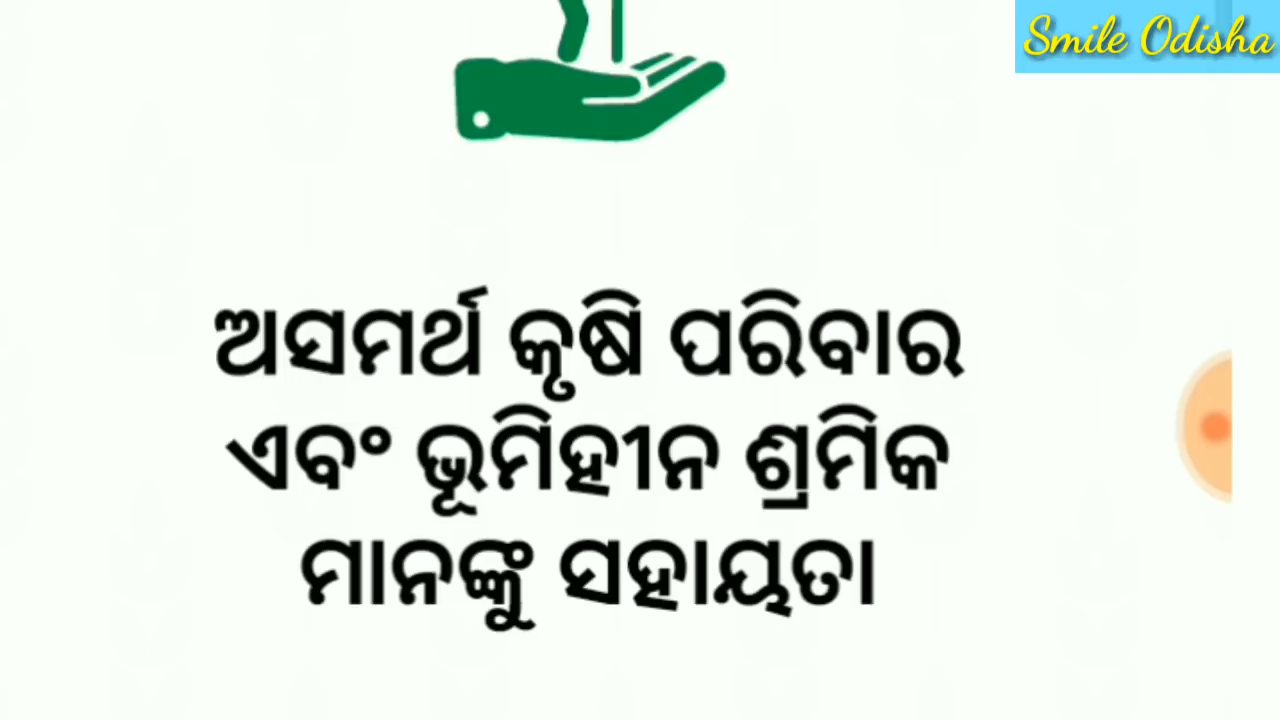 Smile Odisha
ଅସମର୍ଥ କୃଷି ପରିବାର
ଏବଂ ଭୂମିହୀନ ଶ୍ରମିକ
ମାନଙ୍କୁ ସହାୟତା